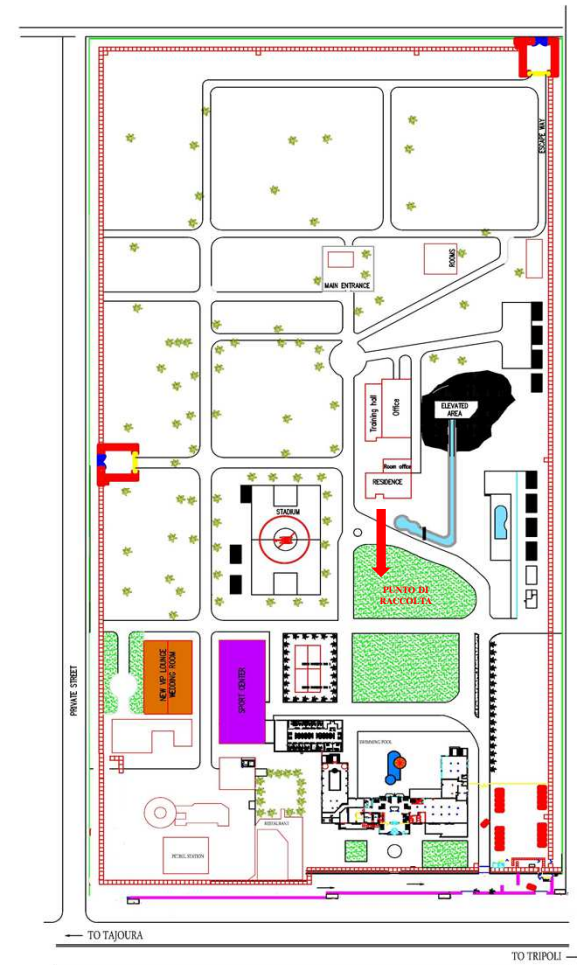 ESCAPE WAY
ROOMS
MAIN ENTRANCE
Training hall
Office
ELEVATED
AREA
Room office
RESIDENCE
STADIUM
PUNTO DI
RACCOLTA
PRIVATE STREET
NEW VIP LOUNGE
WEDDING ROOM
SPORT CENTER
SWIMMING POOL
RESTAURANT
PETROL STATION
TO TAJOURA
TO TRIPOLI